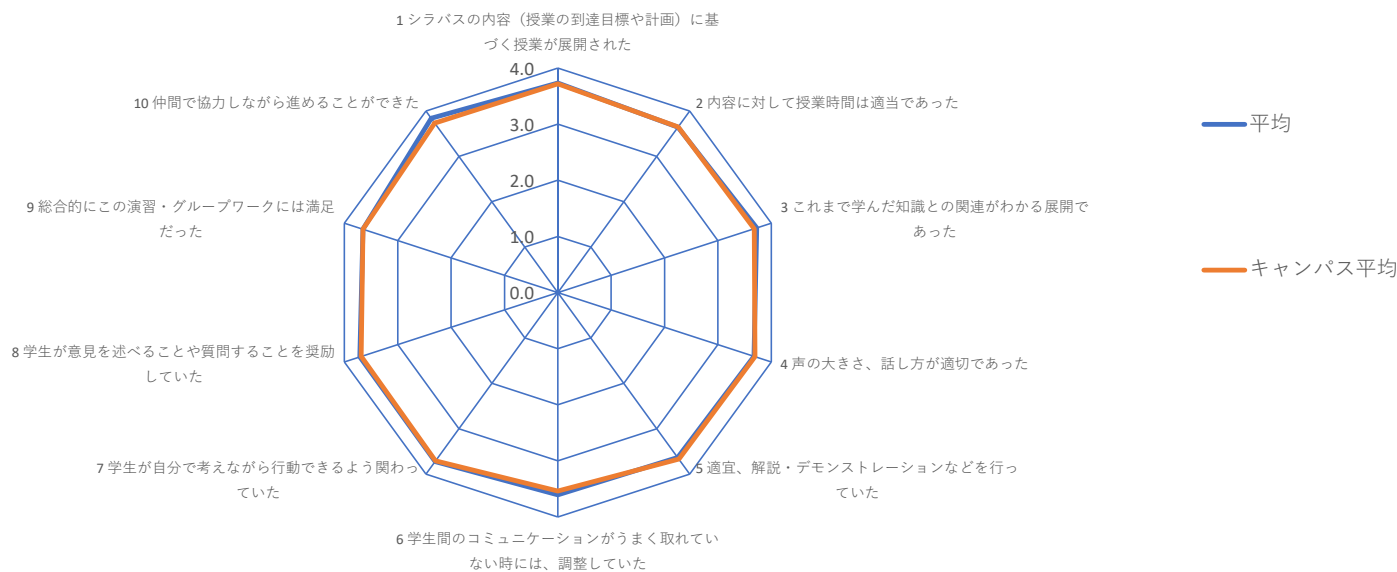 1 シラバスの内容（授業の到達目標や計画）に基
づく授業が展開された
2 内容に対して授業時間は適当であった
3 これまで学んだ知識との関連がわかる展開で
あった
4 声の大きさ、話し方が適切であった
5 適宜、解説・デモンストレーションなどを行っ
ていた
6 学生間のコミュニケーションがうまく取れてい
ない時には、調整していた
7 学生が自分で考えながら行動できるよう関わっ
ていた
8 学生が意見を述べることや質問することを奨励
していた
9 総合的にこの演習・グループワークには満足
だった
10 仲間で協力しながら進めることができた
4.0
3.0
2.0
1.0
0.0
平均
キャンパス平均